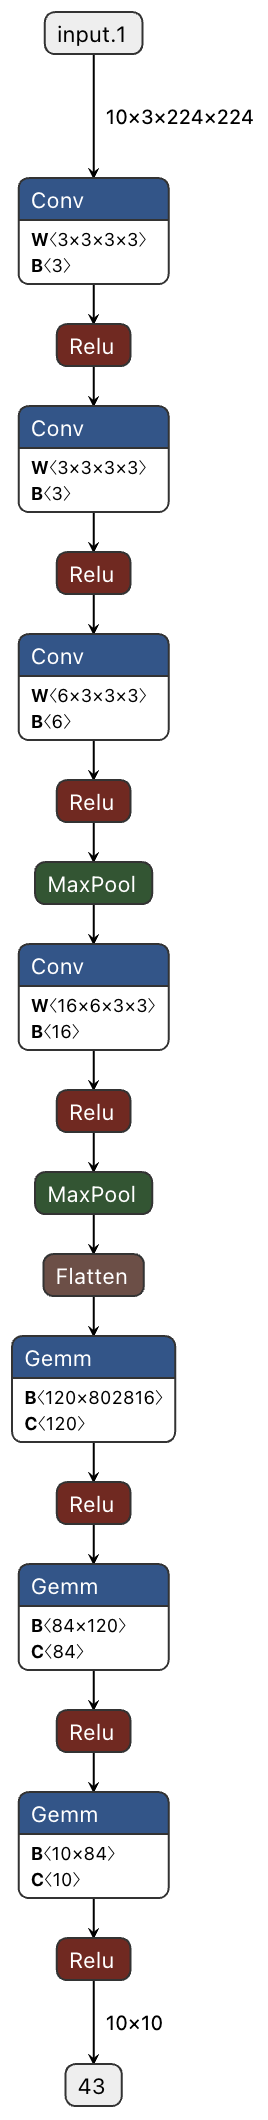 input.1
10×3×224×224
Conv
W〈3×3×3×3〉
B〈3〉
Relu
Conv
W〈3×3×3×3〉
B〈3〉
Relu
Conv
W〈6×3×3×3〉
B〈6〉
Relu
MaxPool
Conv
W〈16×6×3×3〉
B〈16〉
Relu
MaxPool
Flatten
Gemm
B〈120×802816〉
C〈120〉
Relu
Gemm
B〈84×120〉
C〈84〉
Relu
Gemm
B〈10×84〉
C〈10〉
Relu
10×10
43